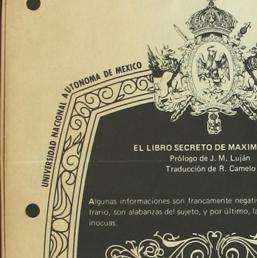 UNIVERSIDAD NACIONAL AUTONOMA DE MEXICO
EL LIBRO SECRETO DE MAXIM
Prólogo de J. M. Luján
Traducción de R. Camelo
Algunas informaciones son francamente negati
trario, son alabanzas del sujeto, y por último, la
inocuas.